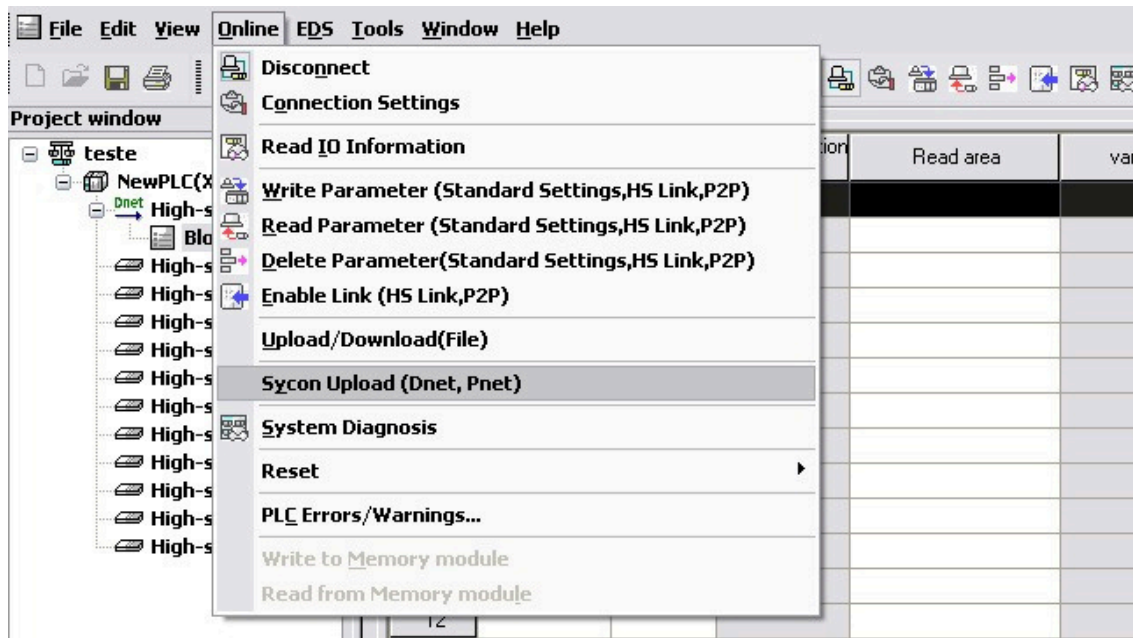 File Edit View Online EDS Tools Window Help
Disconnect
Connection Settings
Project window
Read IO Information
teste
Read area
NewPLC(X
Write Parameter (Standard Settings,HS Link,P2P)
Dnet High-s
Read Parameter (Standard Settings,HS Link,P2P)
Blo
Delete Parameter(Standard Settings,HS Link,P2P)
High-s
Enable Link (HS Link,P2P)
High-s
High-s
Upload/Download(File)
High-s
High-s
Sycon Upload (Dnet, Pnet)
High-s
System Diagnosis
High-s
High-s
Reset
High-s
PLC Errors/Warnings...
High-s
High-s
Write to Memory module
Read from Memory module
12